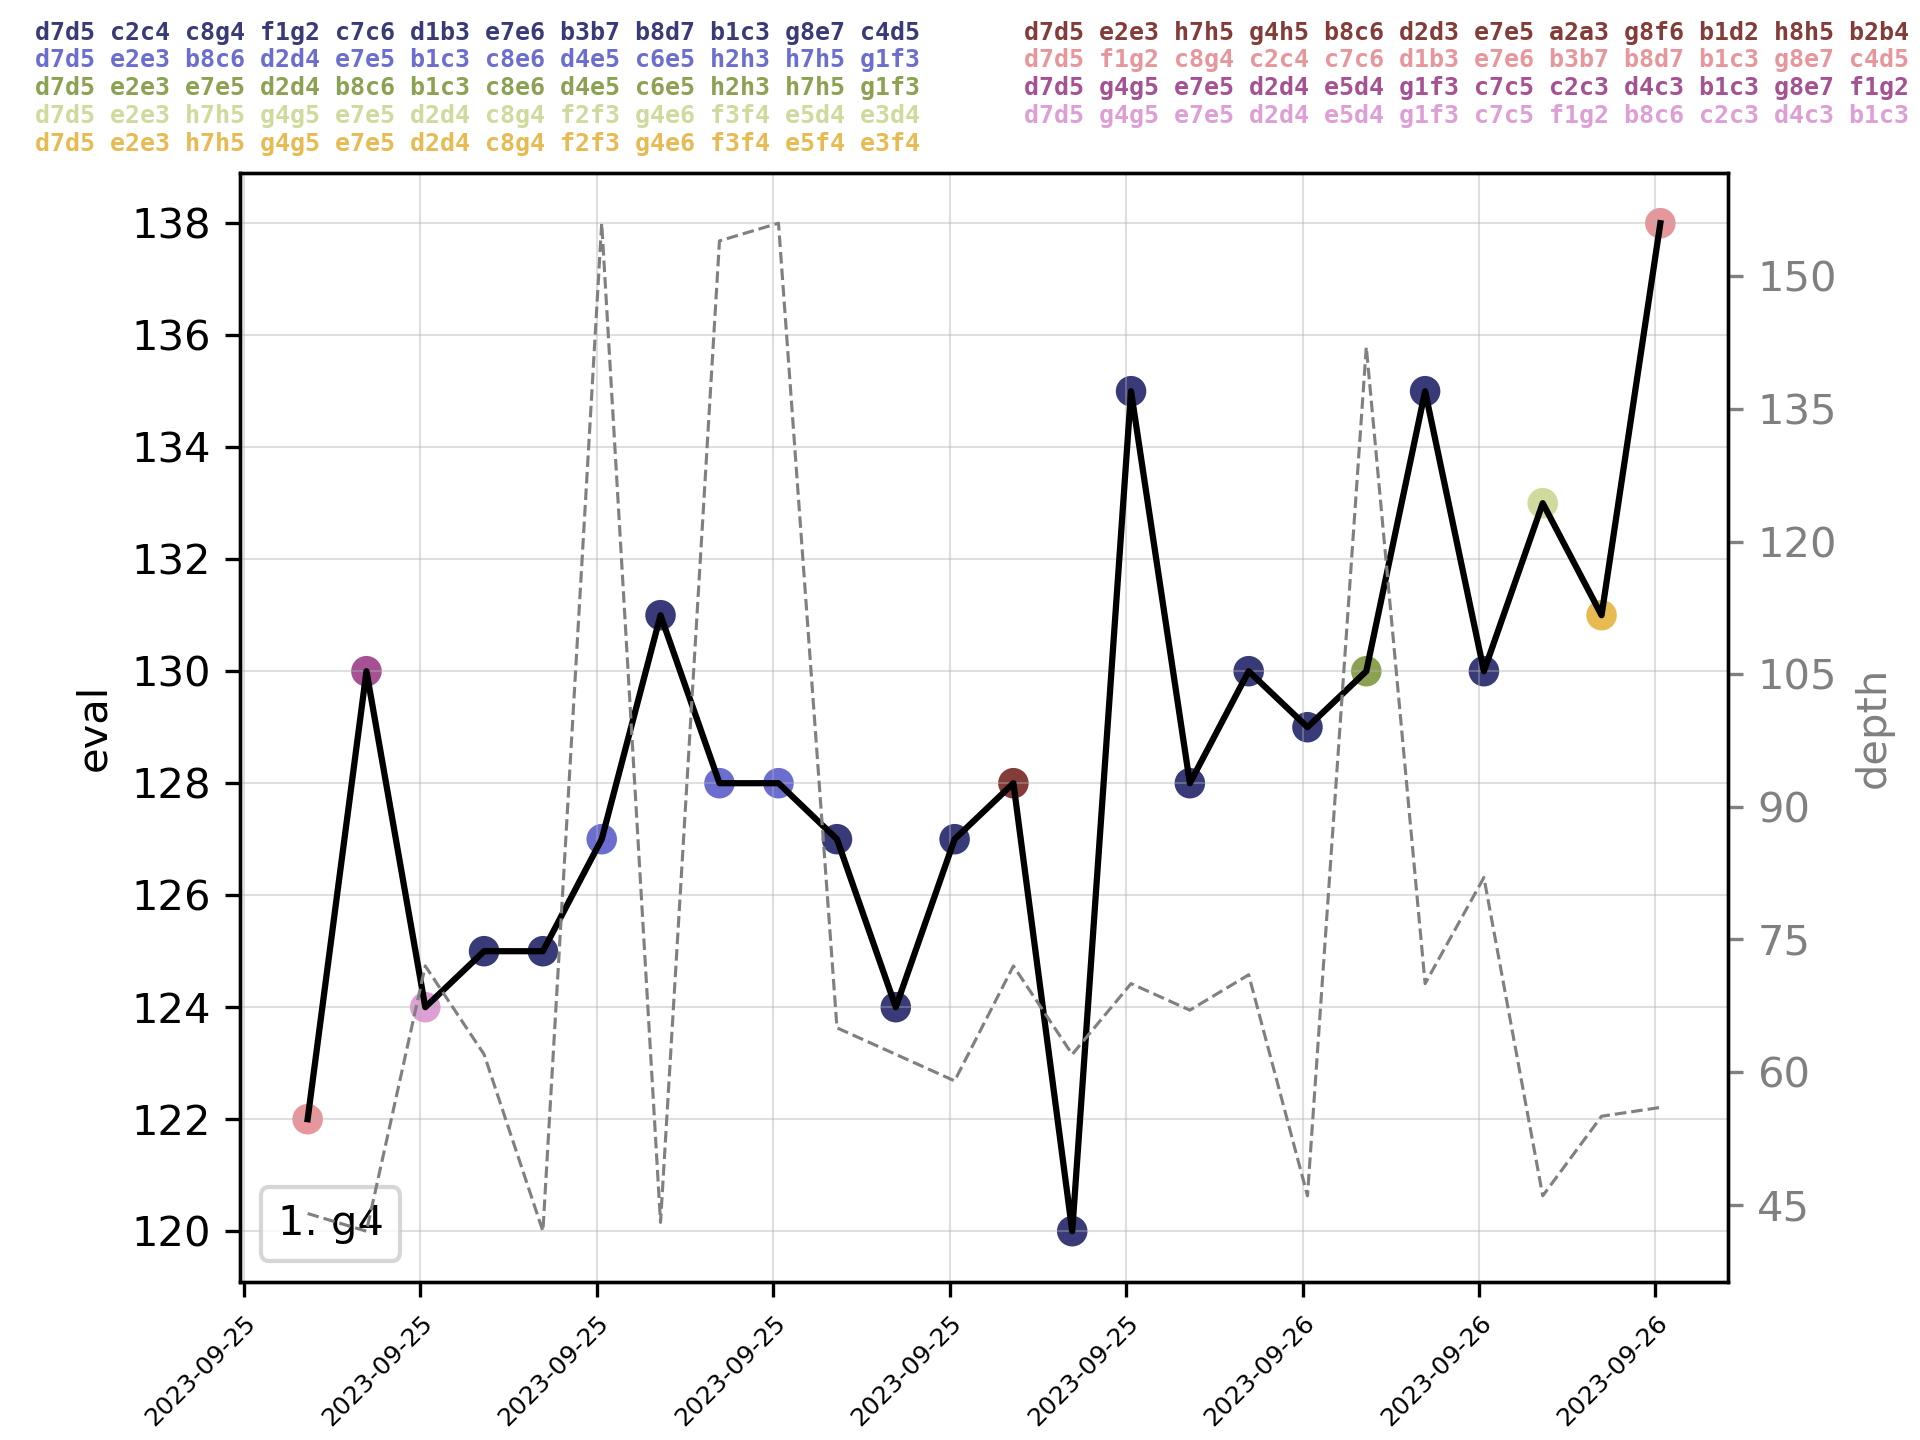 d7d5 c2c4 c8g4 f1g2 c7c6 d1b3 e7e6 b3b7 b8d7 b1c3 g8e7 c4d5
d7d5 e2e3 b8c6 d2d4 e7e5 b1c3 c8e6 d4e5 c6e5 h2h3 h7h5 g1f3
d7d5 e2e3 e7e5 d2d4 b8c6 b1c3 c8e6 d4e5 c6e5 h2h3 h7h5 g1f3
d7d5 e2e3 h7h5 g4g5 e7e5 d2d4 c8g4 f2f3 g4e6 f3f4 e5d4 e3d4
d7d5 e2e3 h7h5 g4g5 e7e5 d2d4 c8g4 f2f3 g4e6 f3f4 e5f4 e3f4
d7d5 e2e3 h7h5 g4h5 b8c6 d2d3 e7e5 a2a3 g8f6 b1d2 h8h5 b2b4
d7d5 f1g2 c8g4 c2c4 c7c6 d1b3 e7e6 b3b7 b8d7 b1c3 g8e7 c4d5
d7d5 g4g5 e7e5 d2d4 e5d4 g1f3 c7c5 c2c3 d4c3 b1c3 g8e7 f1g2
d7d5 g4g5 e7e5 d2d4 e5d4 g1f3 c7c5 f1g2 b8c6 c2c3 d4c3 b1c3
138
136
134
132
130
128
126
124
122
120
eval
150
135
120
105
90
75
60
45
depth
1. g4
2023-09-25
2023-09-25
2023-09-25
2023-09-25
2023-09-25
2023-09-25
2023-09-26
2023-09-26
2023-09-26